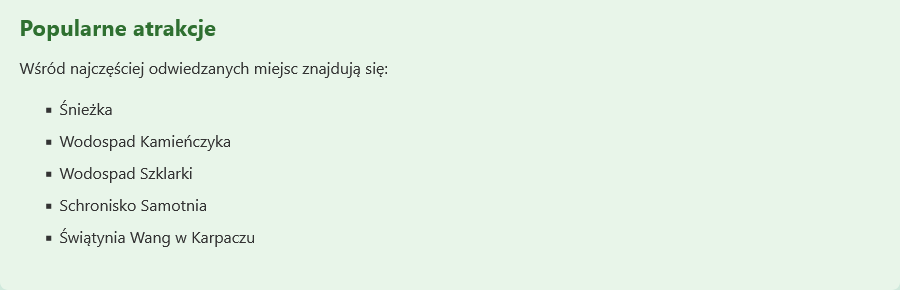 Popularne atrakcje
Wśród najczęściej odwiedzanych miejsc znajdują się:
▪ Śnieżka
▪ Wodospad Kamieńczyka
▪ Wodospad Szklarki
▪ Schronisko Samotnia
▪ Świątynia Wang w Karpaczu